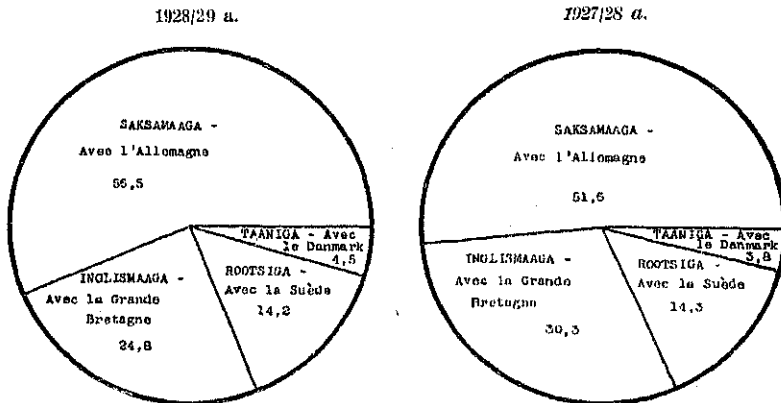 1928/29 a.
SAKSAMAAGA -
Avec l'Allemagne
56,5
TAANIGA - Avec
le Danmark
4,5
INGLISMAAGA -
Avec la Grande
Bretagne
24,8
ROOTSIGA -
Avec la Suède
14,2
1927/28 a.
SAKSAMAAGA -
Avec l'Allemagne
51,6
TAANIGA - Avec
le Danmark
3,8
INGLISMAAGA -
Avec la Grande
Bretagne
30,3
ROOTSIGA -
Avec la Suède
14,3